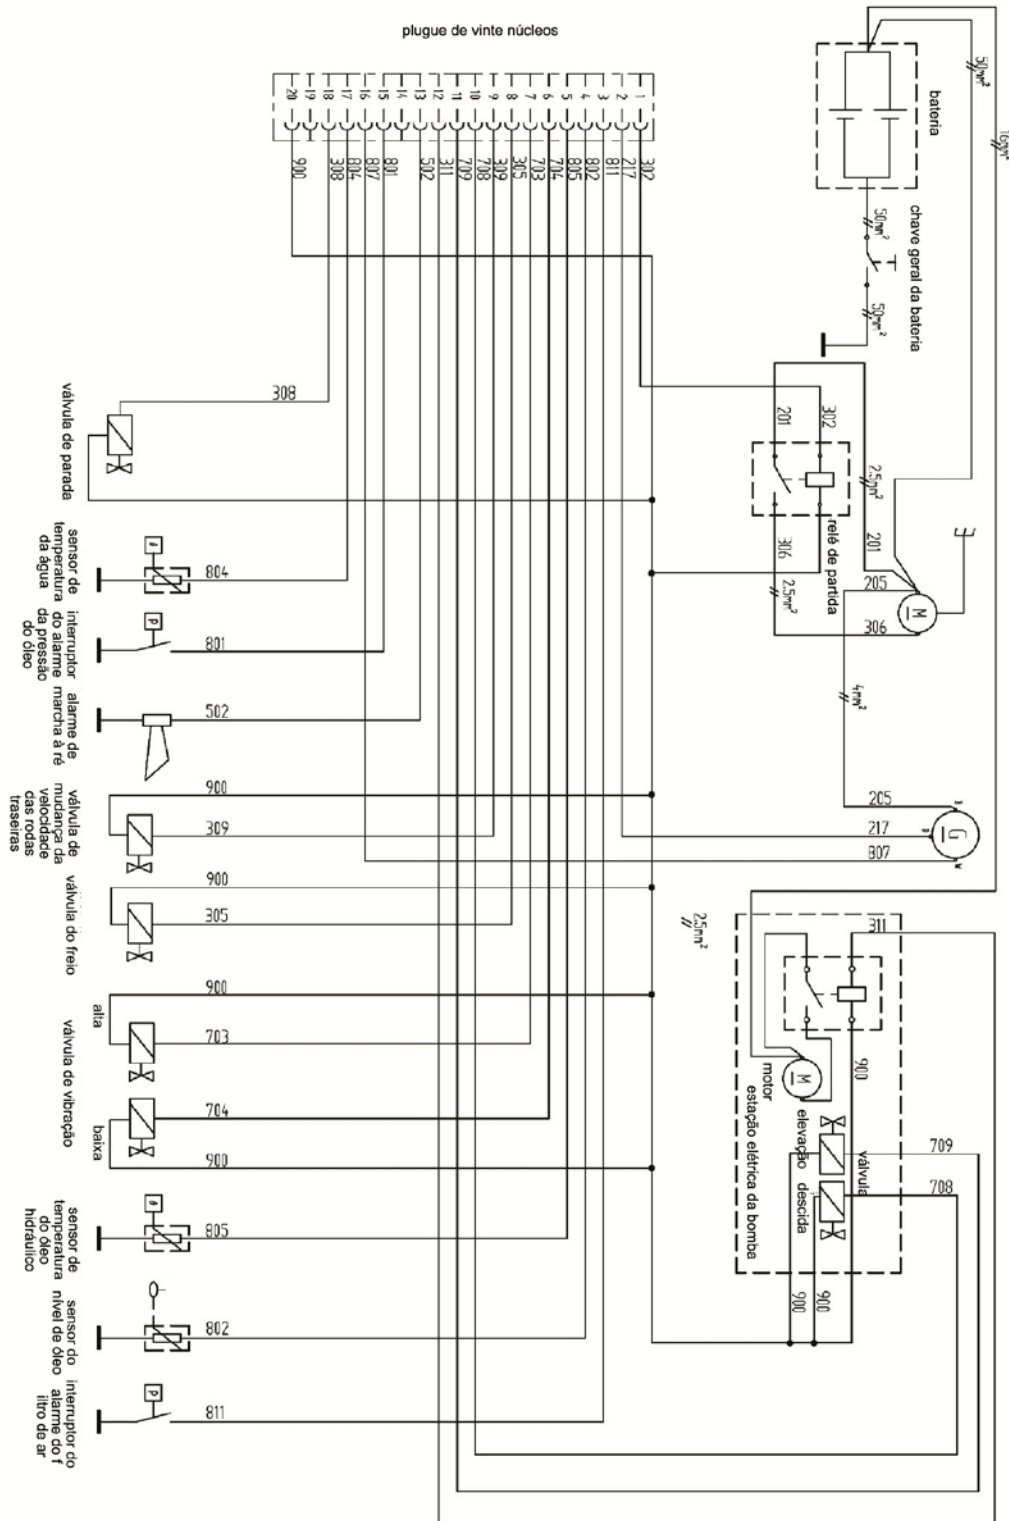 plugue de vinte núcleos
20
19
18
17
16
15
14
13
12
11
10
9
8
7
6
5
4
3
2
1
900
308
804
807
801
502
311
709
708
309
305
703
704
805
802
811
217
302
bateria
50mm²
16mm²
50mm²
chave geral da bateria
50mm²
201
302
2.5mm²
relé de partida
306
2.5mm²
201
205
M
306
4mm²
205
217
G
807
W
308
válvula de parada
804
sensor de
temperatura
da água
P
801
interruptor
do alarme
da pressão
do óleo
502
alarme de
marcha à ré
900
309
válvula de
mudança da
velocidade
das rodas
traseiras
900
305
válvula do freio
2.5mm²
900
alta
703
válvula de vibração
704
baixa
900
311
900
M
motor
estação elétrica da bomba
elevação
válvula
descida
709
708
900
900
805
sensor de
temperatura
do óleo
hidráulico
802
sensor do
nível de óleo
P
811
interruptor do
alarme do f
iltro de ar